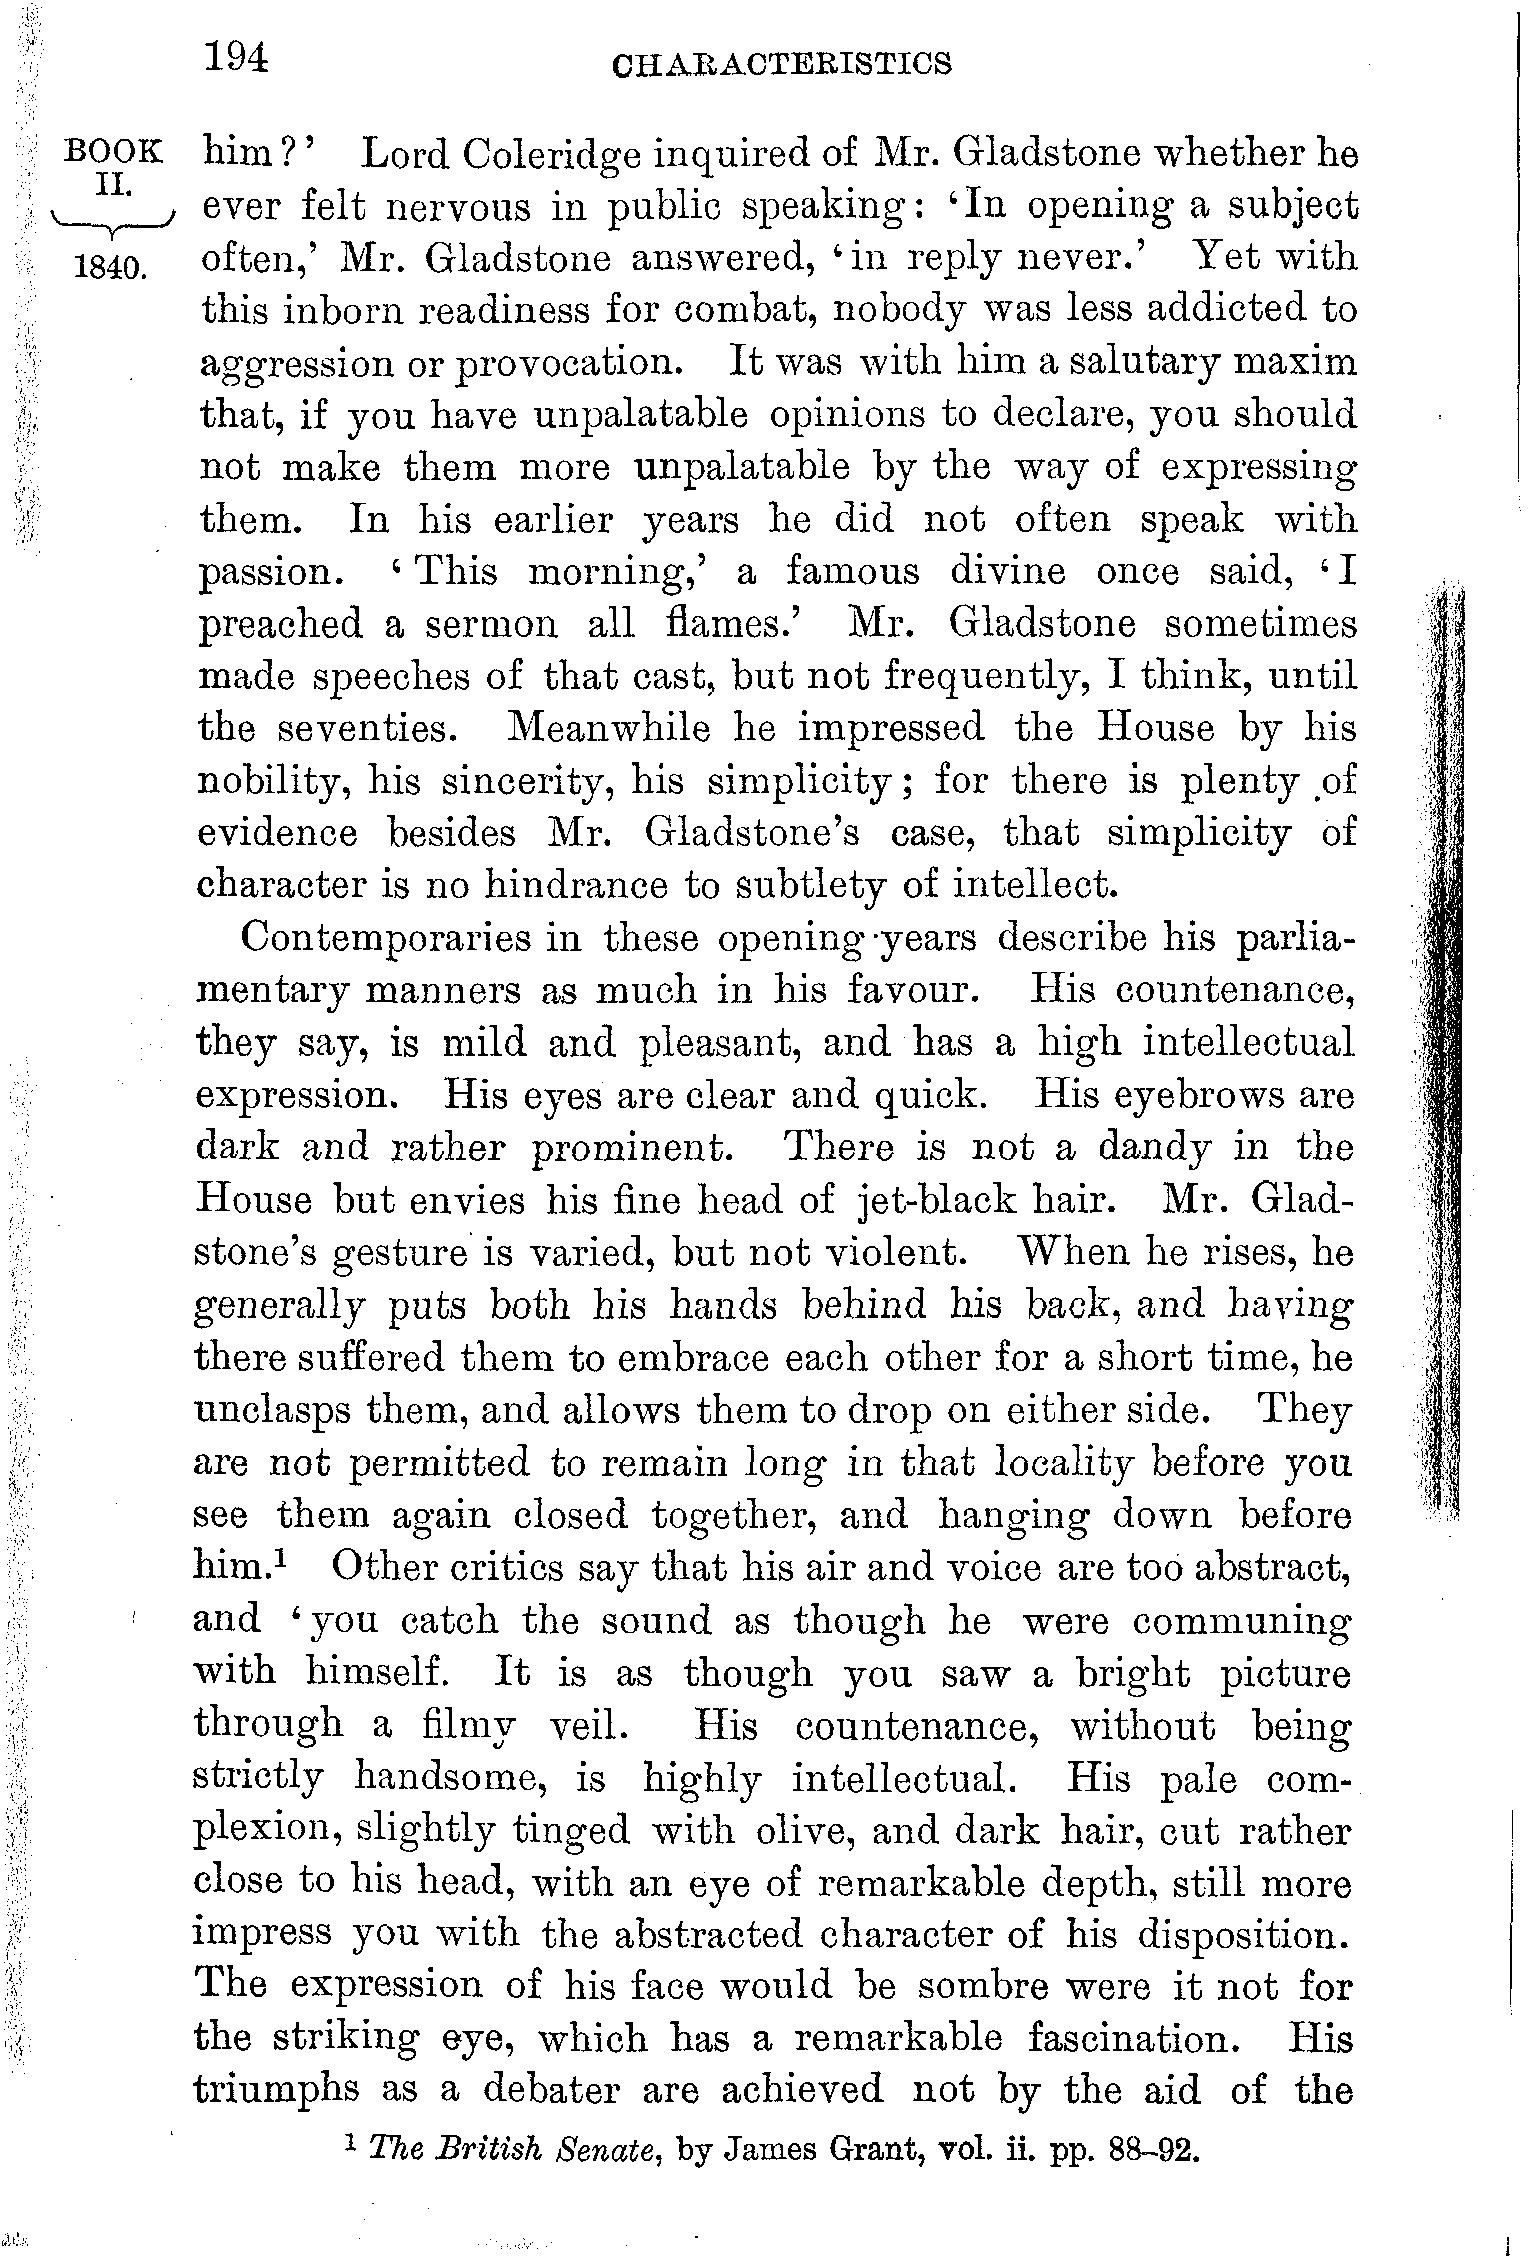 194 CHARACTERISTICS
BOOK
II.
1840.
him?' Lord Coleridge inquired of Mr. Gladstone whether he
ever felt nervous in public speaking: 'In opening a subject
often,' Mr. Gladstone answered, 'in reply never.' Yet with
this inborn readiness for combat, nobody was less addicted to
aggression or provocation. It was with him a salutary maxim
that, if you have unpalatable opinions to declare, you should
not make them more unpalatable by the way of expressing
them. In his earlier years he did not often speak with
passion. 'This morning,' a famous divine once said, 'I
preached a sermon all flames.' Mr. Gladstone sometimes
made speeches of that cast, but not frequently, I think, until
the seventies. Meanwhile he impressed the House by his
nobility, his sincerity, his simplicity; for there is plenty of
evidence besides Mr. Gladstone's case, that simplicity of
character is no hindrance to subtlety of intellect.
Contemporaries in these opening years describe his parlia-
mentary manners as much in his favour. His countenance,
they say, is mild and pleasant, and has a high intellectual
expression. His eyes are clear and quick. His eyebrows are
dark and rather prominent. There is not a dandy in the
House but envies his fine head of jet-black hair. Mr. Glad-
stone's gesture is varied, but not violent. When he rises, he
generally puts both his hands behind his back, and having
there suffered them to embrace each other for a short time, he
unclasps them, and allows them to drop on either side. They
are not permitted to remain long in that locality before you
see them again closed together, and hanging down before
him.¹ Other critics say that his air and voice are too abstract,
and 'you catch the sound as though he were communing
with himself. It is as though you saw a bright picture
through a filmy veil. His countenance, without being
strictly handsome, is highly intellectual. His pale com-
plexion, slightly tinged with olive, and dark hair, cut rather
close to his head, with an eye of remarkable depth, still more
impress you with the abstracted character of his disposition.
The expression of his face would be sombre were it not for
the striking eye, which has a remarkable fascination. His
triumphs as a debater are achieved not by the aid of the
¹ The British Senate, by James Grant, vol. ii. pp. 88–92.